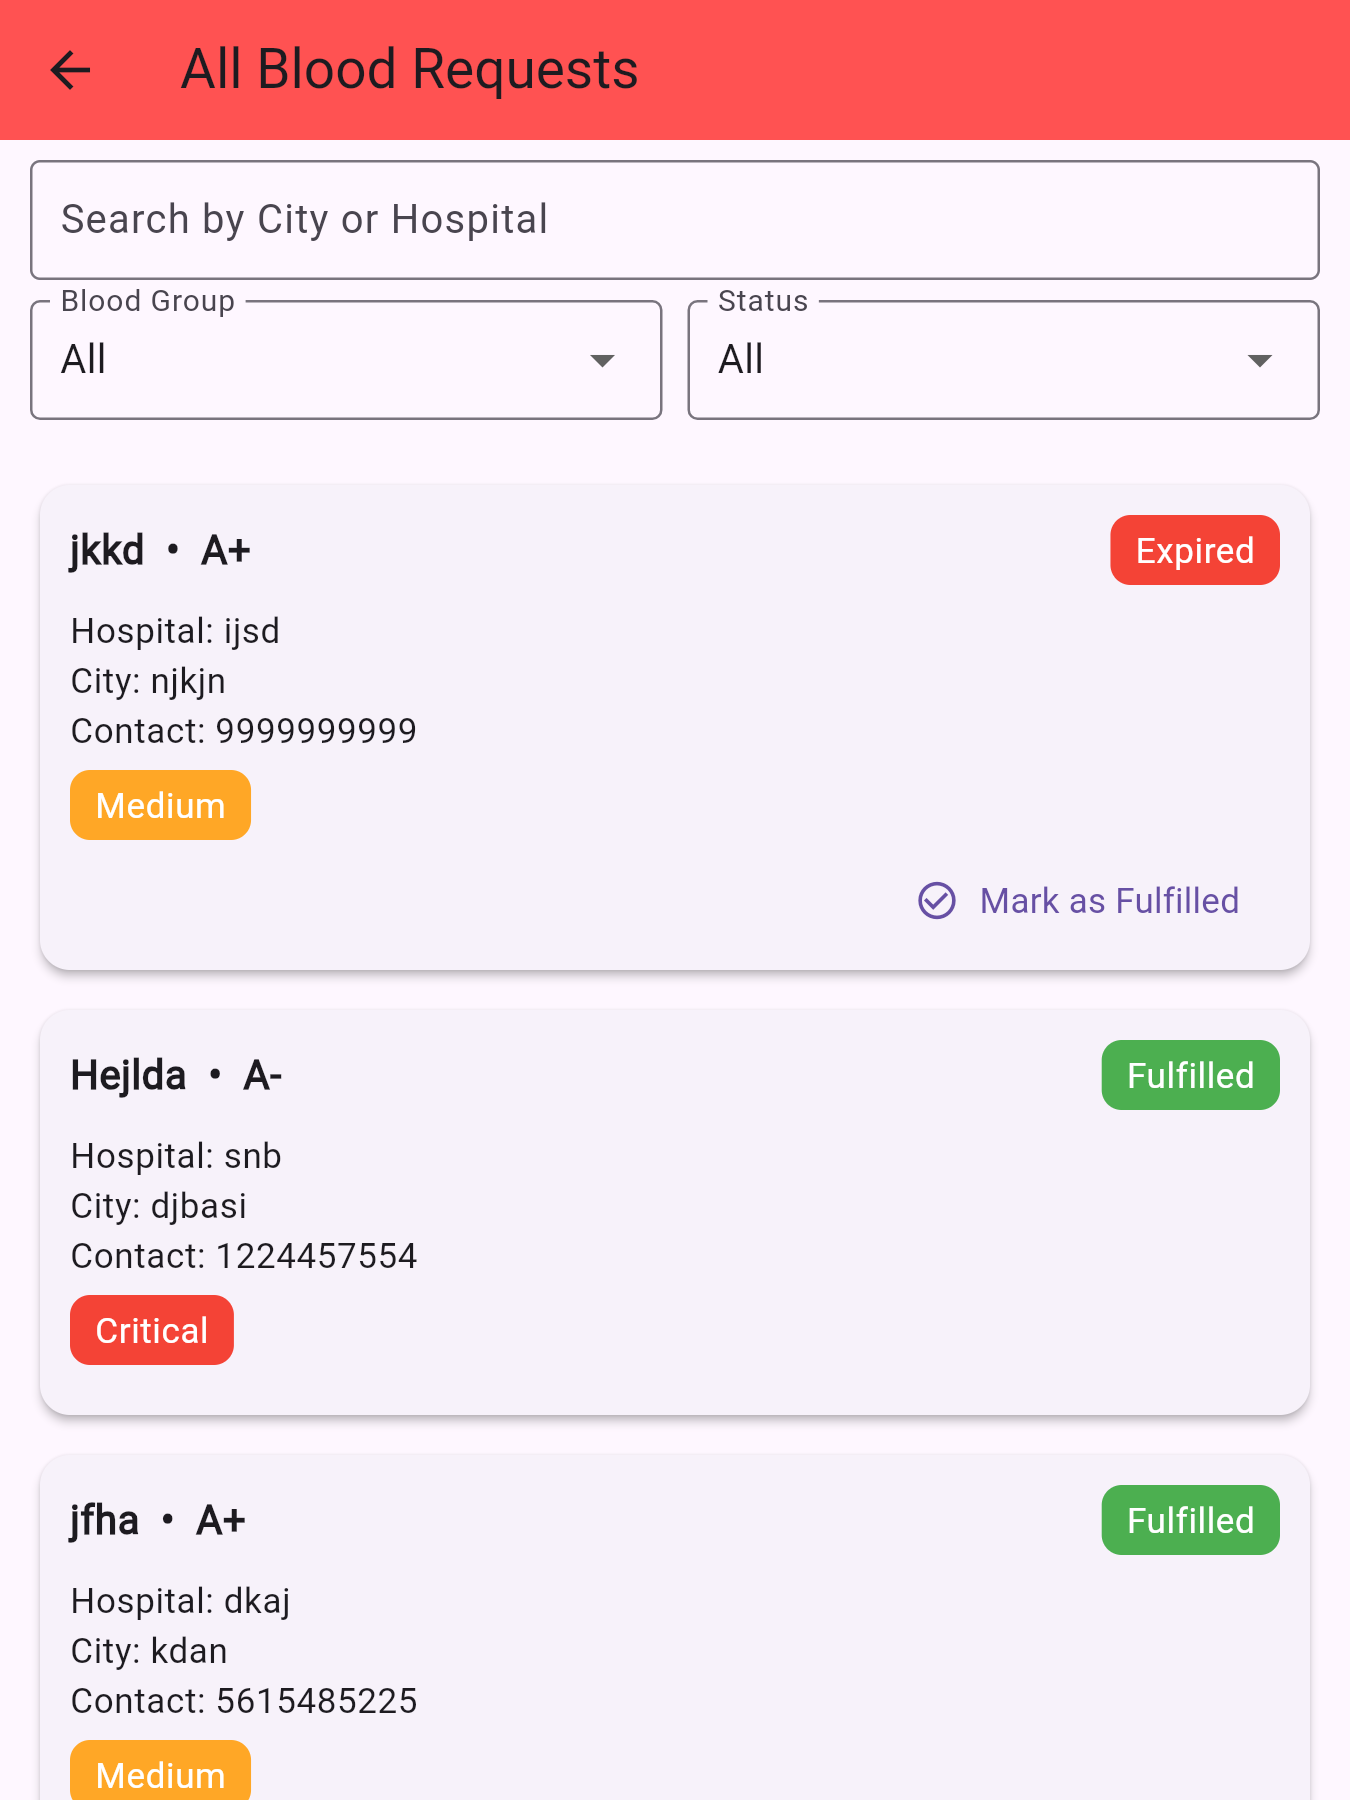 All Blood Requests
Search by City or Hospital
Blood Group
All
Status
All
jkkd • A+
Expired
Hospital: ijsd
City: njkjn
Contact: 9999999999
Medium
Mark as Fulfilled
Hejlda • A-
Fulfilled
Hospital: snb
City: djbasi
Contact: 1224457554
Critical
jfha • A+
Fulfilled
Hospital: dkaj
City: kdan
Contact: 5615485225
Medium